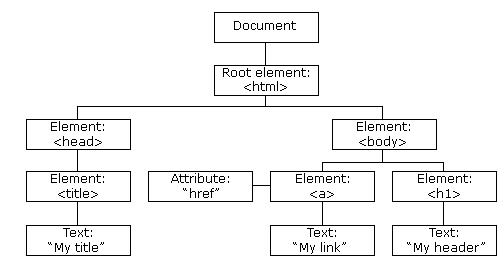 Document
Root element:
<html>
Element:
<head>
Element:
<body>
Element:
<title>
Attribute:
“href”
Element:
<a>
Element:
<h1>
Text:
“My title”
Text:
“My link”
Text:
“My header”